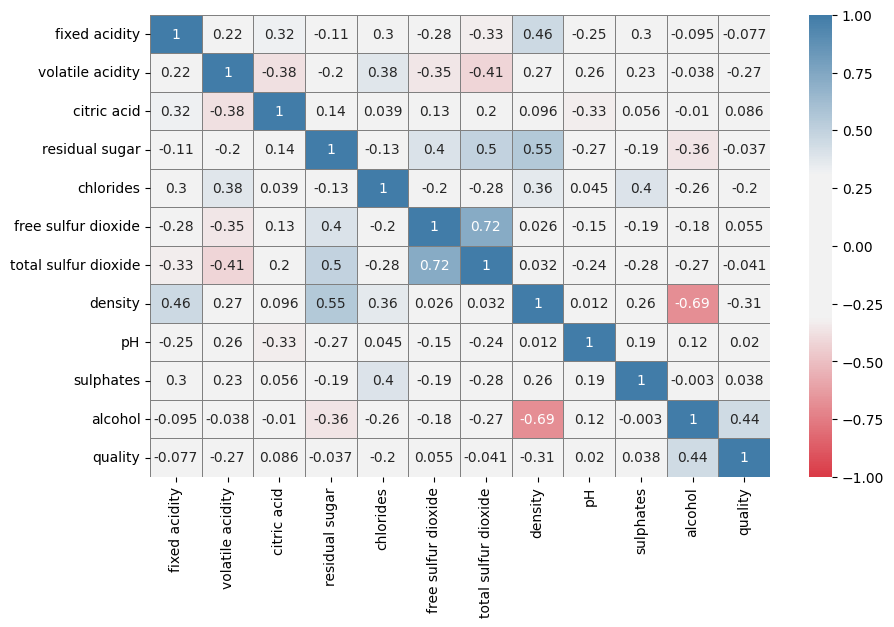 fixed acidity 1 0.22 0.32 -0.11 0.3 -0.28 -0.33 0.46 -0.25 0.3 -0.095 -0.077
volatile acidity 0.22 1 -0.38 -0.2 0.38 -0.35 -0.41 0.27 0.26 0.23 -0.038 -0.27
citric acid 0.32 -0.38 1 0.14 0.039 0.13 0.2 0.096 -0.33 0.056 -0.01 0.086
residual sugar -0.11 -0.2 0.14 1 -0.13 0.4 0.5 0.55 -0.27 -0.19 -0.36 -0.037
chlorides 0.3 0.38 0.039 -0.13 1 -0.2 -0.28 0.36 0.045 0.4 -0.26 -0.2
free sulfur dioxide -0.28 -0.35 0.13 0.4 -0.2 1 0.72 0.026 -0.15 -0.19 -0.18 0.055
total sulfur dioxide -0.33 -0.41 0.2 0.5 -0.28 0.72 1 0.032 -0.24 -0.28 -0.27 -0.041
density 0.46 0.27 0.096 0.55 0.36 0.026 0.032 1 0.012 0.26 -0.69 -0.31
pH -0.25 0.26 -0.33 -0.27 0.045 -0.15 -0.24 0.012 1 0.19 0.12 0.02
sulphates 0.3 0.23 0.056 -0.19 0.4 -0.19 -0.28 0.26 0.19 1 -0.003 0.038
alcohol -0.095 -0.038 -0.01 -0.36 -0.26 -0.18 -0.27 -0.69 0.12 -0.003 1 0.44
quality -0.077 -0.27 0.086 -0.037 -0.2 0.055 -0.041 -0.31 0.02 0.038 0.44 1
fixed acidity
volatile acidity
citric acid
residual sugar
chlorides
free sulfur dioxide
total sulfur dioxide
density
pH
sulphates
alcohol
quality
1.00
0.75
0.50
0.25
0.00
−0.25
−0.50
−0.75
−1.00